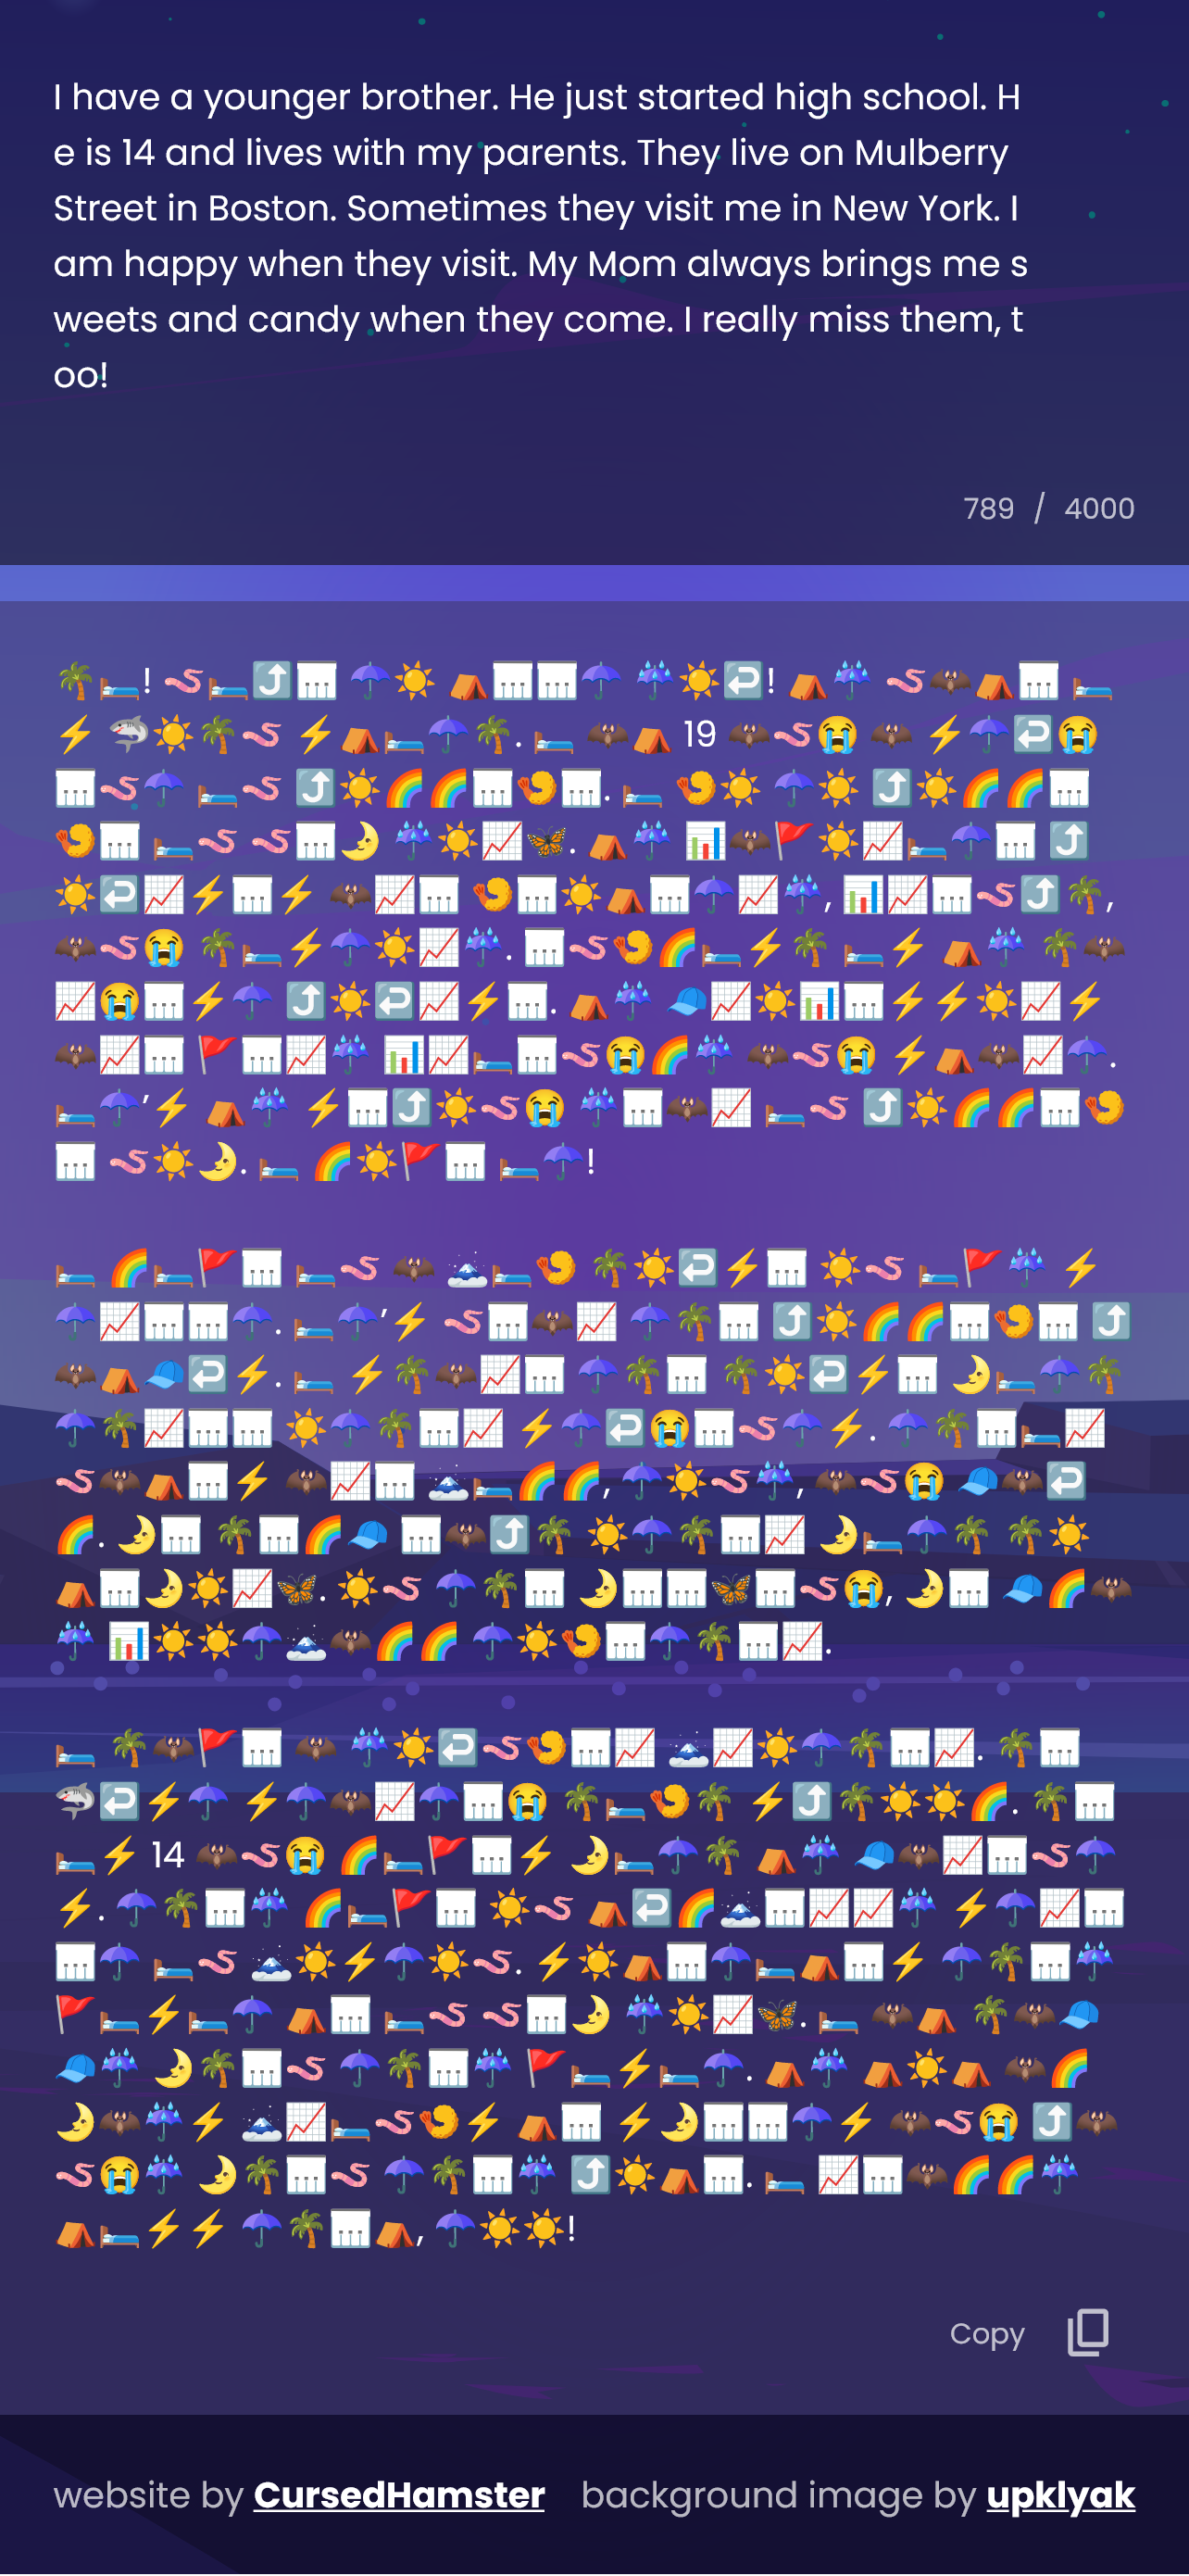 I have a younger brother. He just started high school. H
e is 14 and lives with my parents. They live on Mulberry
Street in Boston. Sometimes they visit me in New York. I
am happy when they visit. My Mom always brings me s
weets and candy when they come. I really miss them, t
oo!
789 / 4000
🌴🛏️! 🪱🛏️⤴️🗓️ ☂️☀️ ⛺🗓️🗓️☂️ ☔☀️↩️! ⛺☔ 🪱🦇⛺🗓️ 🛏️
⚡ 🦈☀️🌴🪱 ⚡⛺🛏️☂️🌴. 🛏️ 🦇⛺ 19 🦇🪱😭 🦇 ⚡☂️↩️😭
🗓️🪱☂️ 🛏️🪱 ⤴️☀️🌈🌈🗓️🍤🗓️. 🛏️ 🍤☀️ ☂️☀️ ⤴️☀️🌈🌈🗓️
🍤🗓️ 🛏️🪱 🪱🗓️🌛 ☔☀️📈🦋. ⛺☔ 📊🦇🚩☀️📈🛏️☂️🗓️ ⤴️
☀️↩️📈⚡🗓️⚡ 🦇📈🗓️ 🍤🗓️☀️⛺🗓️☂️📈☔, 📊📈🗓️🪱⤴️🌴,
🦇🪱😭 🌴🛏️⚡☂️☀️📈☔. 🗓️🪱🍤🌈🛏️⚡🌴 🛏️⚡ ⛺☔ 🌴🦇
📈😭🗓️⚡☂️ ⤴️☀️↩️📈⚡🗓️. ⛺☔ 🧢📈☀️📊🗓️⚡⚡☀️📈⚡
🦇📈🗓️ 🚩🗓️📈☔ 📊📈🛏️🗓️🪱😭🌈☔ 🦇🪱😭 ⚡⛺🦇📈☂️.
🛏️☂️’⚡ ⛺☔ ⚡🗓️⤴️☀️🪱😭 ☔🗓️🦇📈 🛏️🪱 ⤴️☀️🌈🌈🗓️🍤
🗓️ 🪱☀️🌛. 🛏️ 🌈☀️🚩🗓️ 🛏️☂️!
🛏️ 🌈🛏️🚩🗓️ 🛏️🪱 🦇 🗻🛏️🍤 🌴☀️↩️⚡🗓️ ☀️🪱 🛏️🚩☔ ⚡
☂️📈🗓️🗓️☂️. 🛏️☂️’⚡ 🪱🗓️🦇📈 ☂️🌴🗓️ ⤴️☀️🌈🌈🗓️🍤🗓️ ⤴️
🦇⛺🧢↩️⚡. 🛏️ ⚡🌴🦇📈🗓️ ☂️🌴🗓️ 🌴☀️↩️⚡🗓️ 🌛🛏️☂️🌴
☂️🌴📈🗓️🗓️ ☀️☂️🌴🗓️📈 ⚡☂️↩️😭🗓️🪱☂️⚡. ☂️🌴🗓️🛏️📈
🪱🦇⛺🗓️⚡ 🦇📈🗓️ 🗻🛏️🌈🌈, ☂️☀️🪱☔, 🦇🪱😭 🧢🦇↩️
🌈. 🌛🗓️ 🌴🗓️🌈🧢 🗓️🦇⤴️🌴 ☀️☂️🌴🗓️📈 🌛🛏️☂️🌴 🌴☀️
⛺🗓️🌛☀️📈🦋. ☀️🪱 ☂️🌴🗓️ 🌛🗓️🗓️🦋🗓️🪱😭, 🌛🗓️ 🧢🌈🦇
☔ 📊☀️☀️☂️🗻🦇🌈🌈 ☂️☀️🍤🗓️☂️🌴🗓️📈.
🛏️ 🌴🦇🚩🗓️ 🦇 ☔☀️↩️🪱🍤🗓️📈 🗻📈☀️☂️🌴🗓️📈. 🌴🗓️
🦈↩️⚡☂️ ⚡☂️🦇📈☂️🗓️😭 🌴🛏️🍤🌴 ⚡⤴️🌴☀️☀️🌈. 🌴🗓️
🛏️⚡ 14 🦇🪱😭 🌈🛏️🚩🗓️⚡ 🌛🛏️☂️🌴 ⛺☔ 🧢🦇📈🗓️🪱☂️
⚡. ☂️🌴🗓️☔ 🌈🛏️🚩🗓️ ☀️🪱 ⛺↩️🌈🗻🗓️📈📈☔ ⚡☂️📈🗓️
🗓️☂️ 🛏️🪱 🗻☀️⚡☂️☀️🪱. ⚡☀️⛺🗓️☂️🛏️⛺🗓️⚡ ☂️🌴🗓️☔
🚩🛏️⚡🛏️☂️ ⛺🗓️ 🛏️🪱 🪱🗓️🌛 ☔☀️📈🦋. 🛏️ 🦇⛺ 🌴🦇🧢
🧢☔ 🌛🌴🗓️🪱 ☂️🌴🗓️☔ 🚩🛏️⚡🛏️☂️. ⛺☔ ⛺☀️⛺ 🦇🌈
🌛🦇☔⚡ 🗻📈🛏️🪱🍤⚡ ⛺🗓️ ⚡🌛🗓️🗓️☂️⚡ 🦇🪱😭 ⤴️🦇
🪱😭☔ 🌛🌴🗓️🪱 ☂️🌴🗓️☔ ⤴️☀️⛺🗓️. 🛏️ 📈🗓️🦇🌈🌈☔
⛺🛏️⚡⚡ ☂️🌴🗓️⛺, ☂️☀️☀️!
Copy
website by CursedHamster background image by upklyak